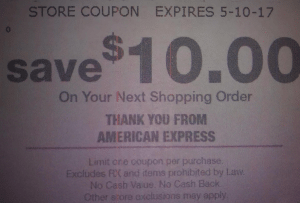 STORE COUPON EXPIRES 5-10-17
save $10.00
On Your Next Shopping Order
THANK YOU FROM
AMERICAN EXPRESS
Limit one coupon per purchase.
Excludes RX and items prohibited by Law.
No Cash Value. No Cash Back.
Other store exclusions may apply.